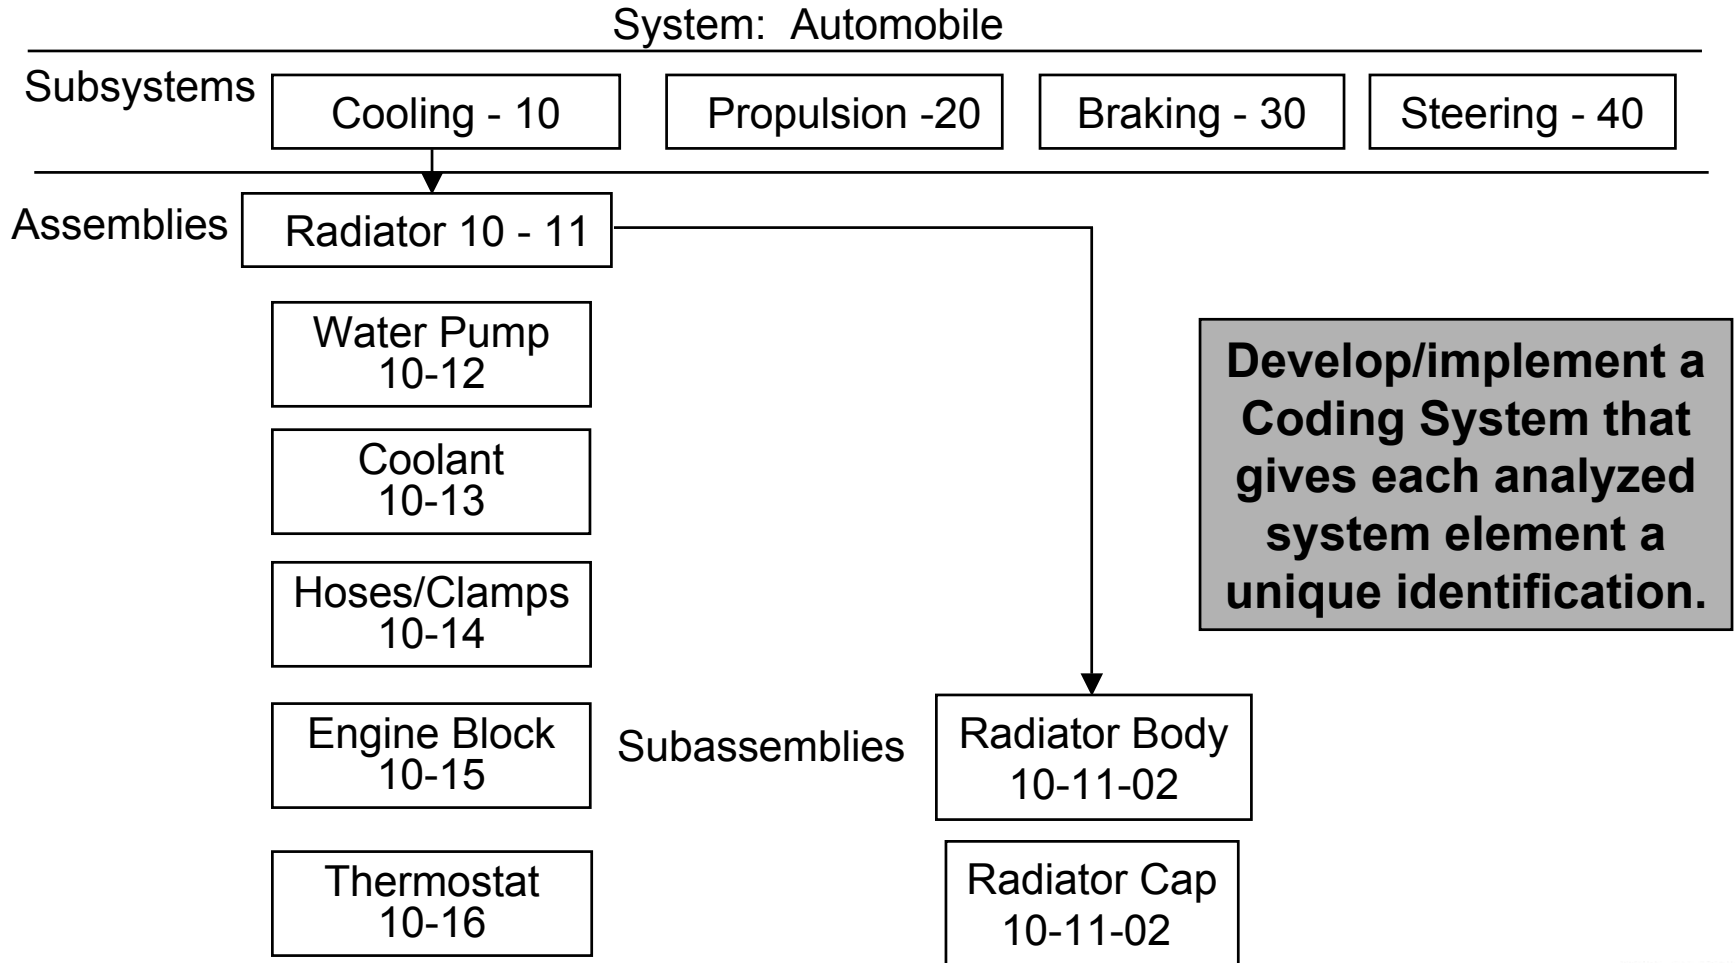 System: Automobile
Subsystems
Cooling - 10
Propulsion -20
Braking - 30
Steering - 40
Assemblies
Radiator 10 - 11
Water Pump
10-12
Coolant
10-13
Hoses/Clamps
10-14
Engine Block
10-15
Thermostat
10-16
Subassemblies
Radiator Body
10-11-02
Radiator Cap
10-11-02
Develop/implement a
Coding System that
gives each analyzed
system element a
unique identification.